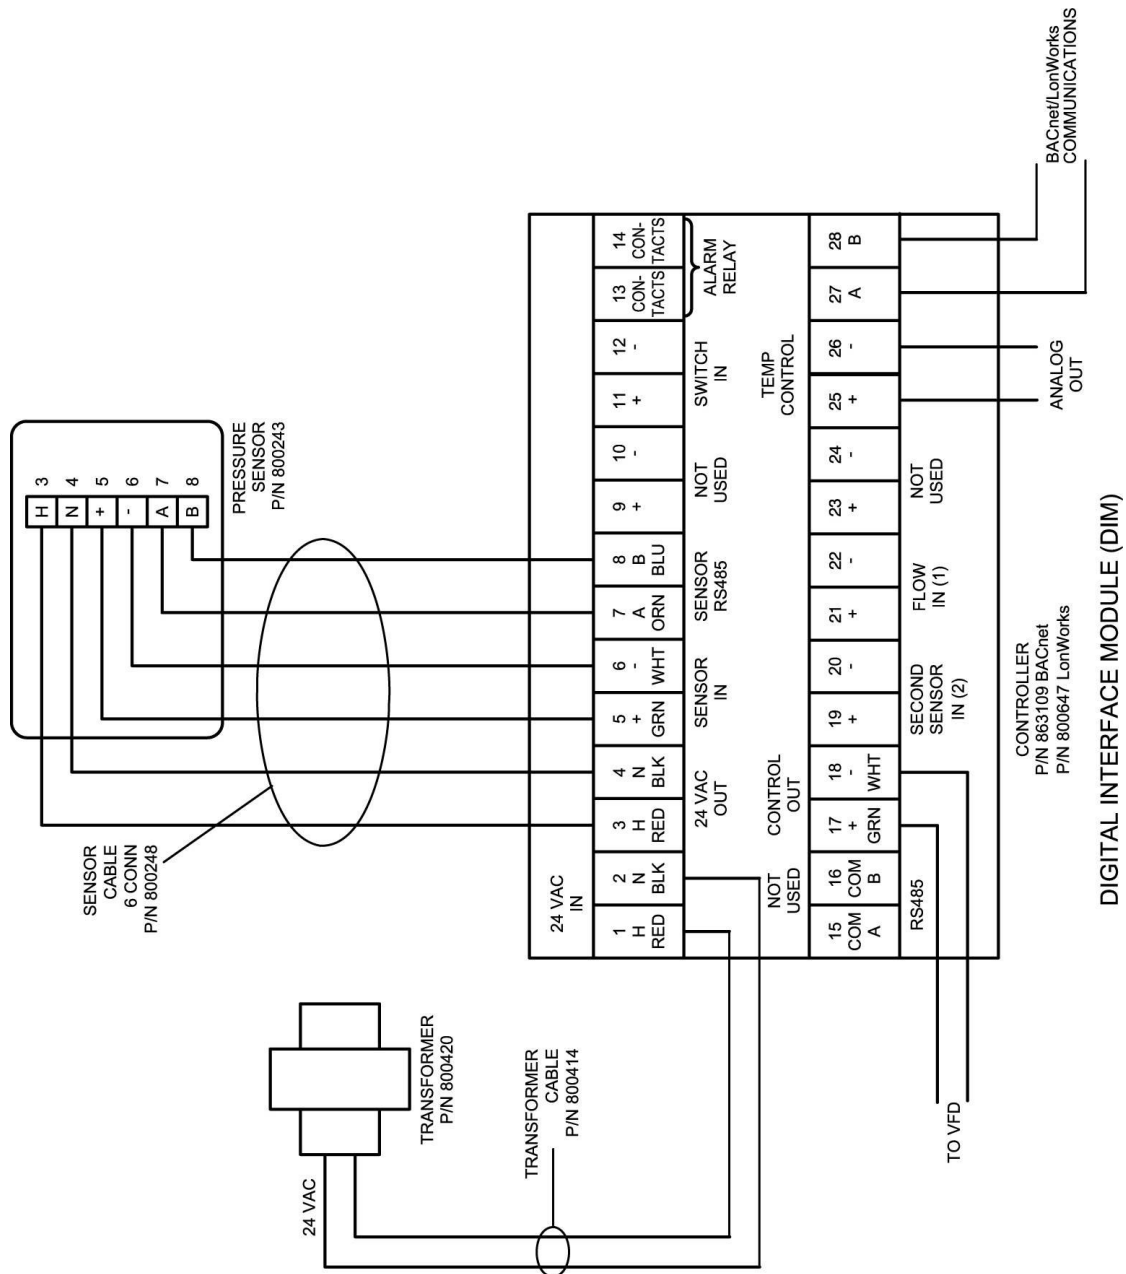 PRESSURE
SENSOR
P/N 800243
H 3
N 4
+ 5
- 6
A 7
B 8
SENSOR
CABLE
6 CONN
P/N 800248
24 VAC
TRANSFORMER
P/N 800420
TRANSFORMER
CABLE
P/N 800414
24 VAC
IN
1
H
RED
2
N
BLK
3
H
RED
4
N
BLK
5
+
GRN
6
-
WHT
7
A
ORN
8
B
BLU
9
+
10
-
11
+
12
-
13
CON-
TACTS
14
CON-
TACTS
24 VAC
OUT
SENSOR
IN
SENSOR
RS485
NOT
USED
SWITCH
IN
ALARM
RELAY
NOT
USED
CONTROL
OUT
TEMP
CONTROL
15
COM
A
16
COM
B
17
+
GRN
18
-
WHT
19
+
20
-
21
+
22
-
23
+
24
-
25
+
26
-
27
A
28
B
RS485
SECOND
SENSOR
IN (2)
FLOW
IN (1)
NOT
USED
TO VFD
CONTROLLER
P/N 863109 BACnet
P/N 800647 LonWorks
ANALOG
OUT
BACnet/LonWorks
COMMUNICATIONS
DIGITAL INTERFACE MODULE (DIM)